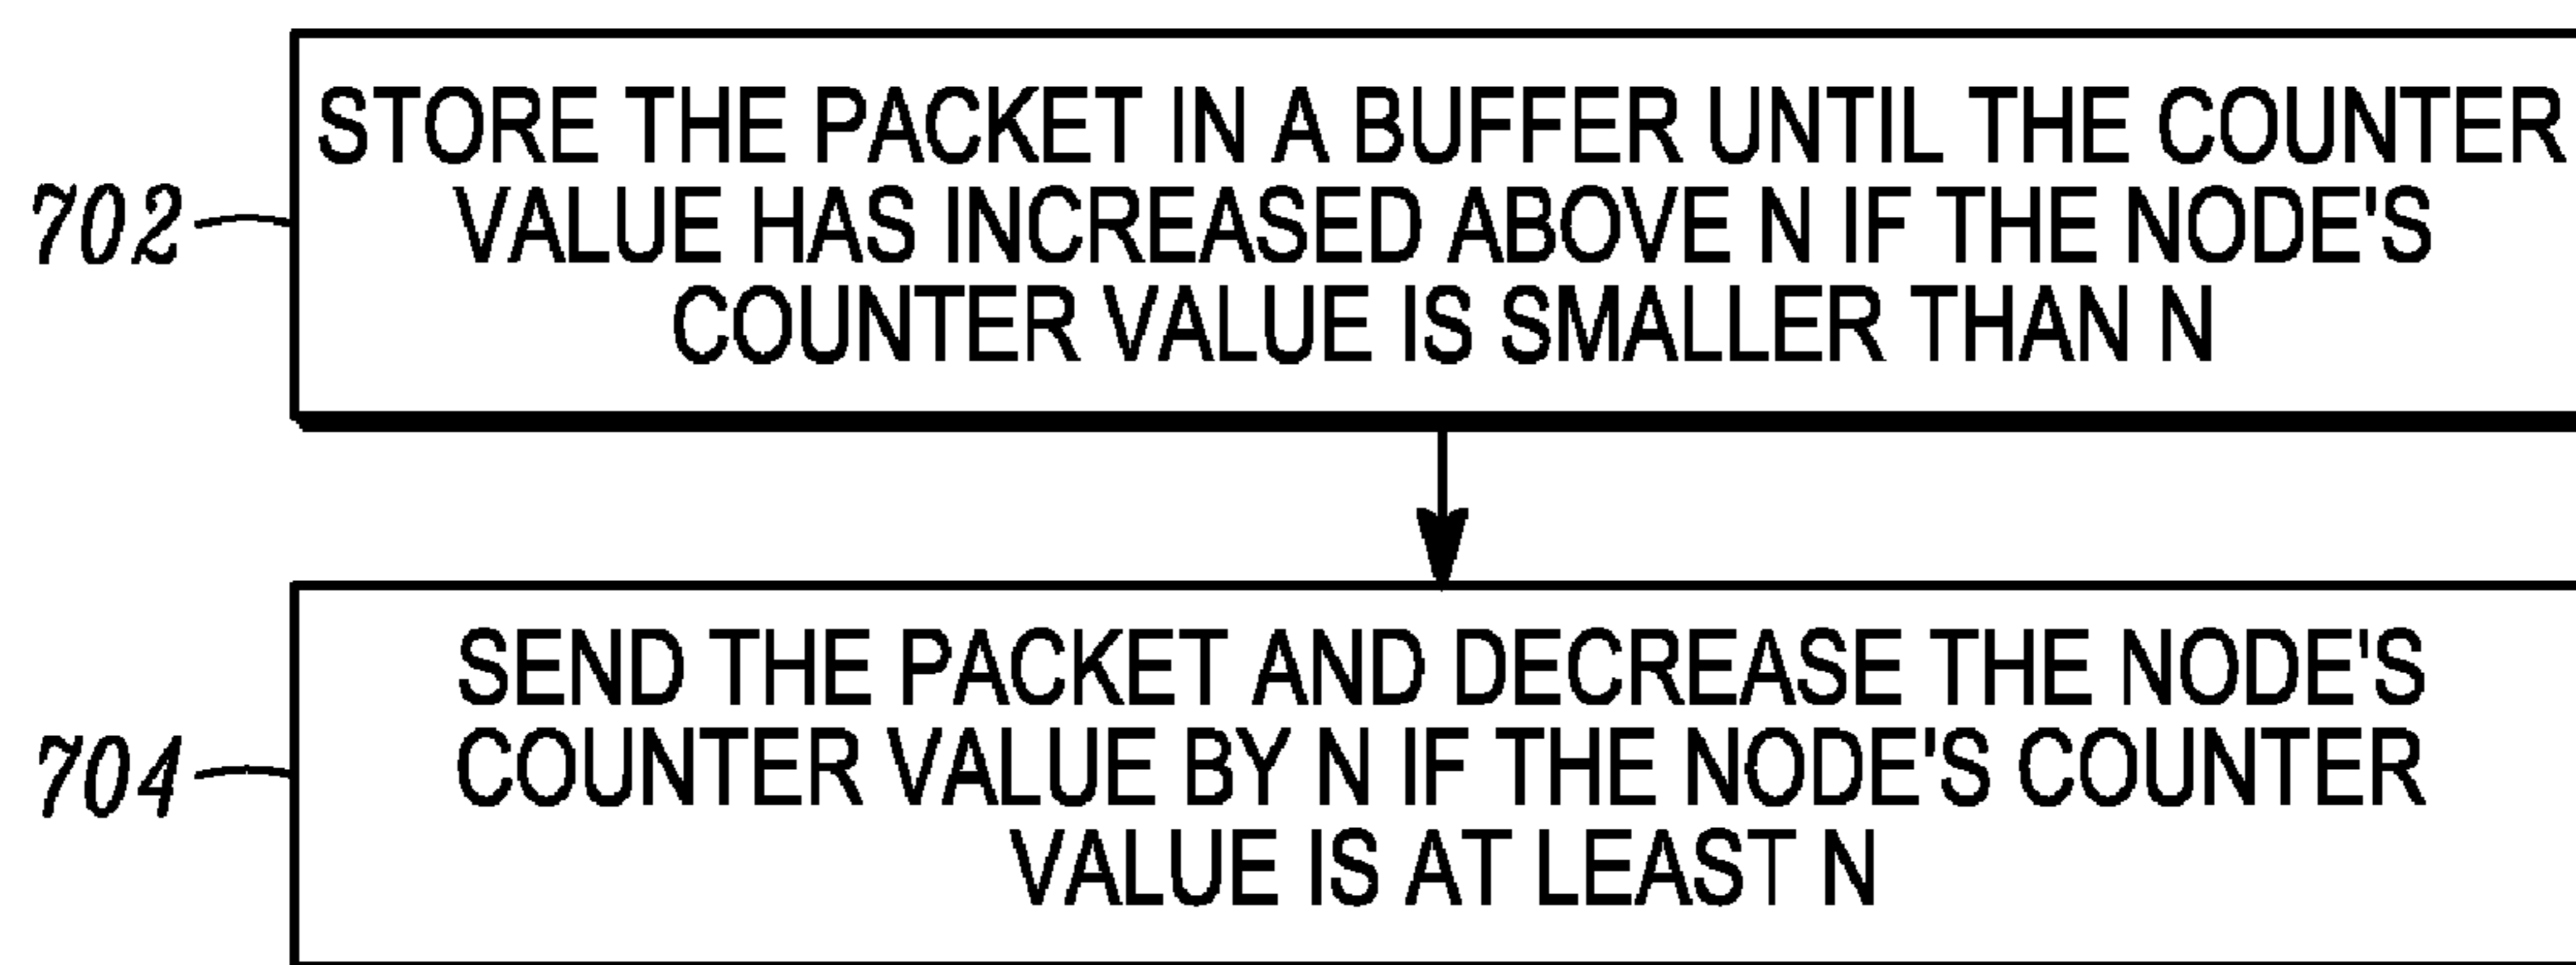 STORE THE PACKET IN A BUFFER UNTIL THE COUNTER
702 VALUE HAS INCREASED ABOVE N IF THE NODE'S
COUNTER VALUE IS SMALLER THAN N
SEND THE PACKET AND DECREASE THE NODE'S
704 COUNTER VALUE BY N IF THE NODE'S COUNTER
VALUE IS AT LEAST N